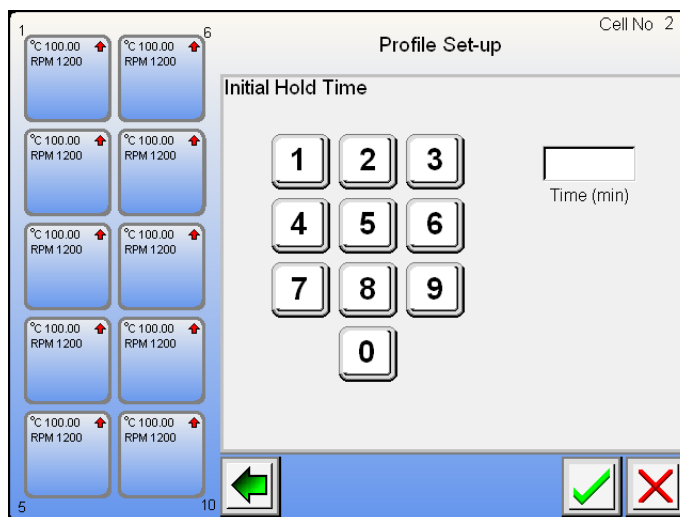 1
6
°C 100.00
RPM 1200
°C 100.00
RPM 1200
°C 100.00
RPM 1200
°C 100.00
RPM 1200
°C 100.00
RPM 1200
°C 100.00
RPM 1200
°C 100.00
RPM 1200
°C 100.00
RPM 1200
°C 100.00
RPM 1200
°C 100.00
RPM 1200
5
10
Cell No 2
Profile Set-up
Initial Hold Time
1 2 3
4 5 6
7 8 9
0
Time (min)